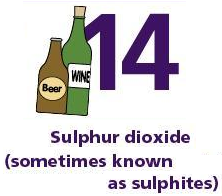 14
WINE
Beer
Sulphur dioxide
(sometimes known
as sulphites)